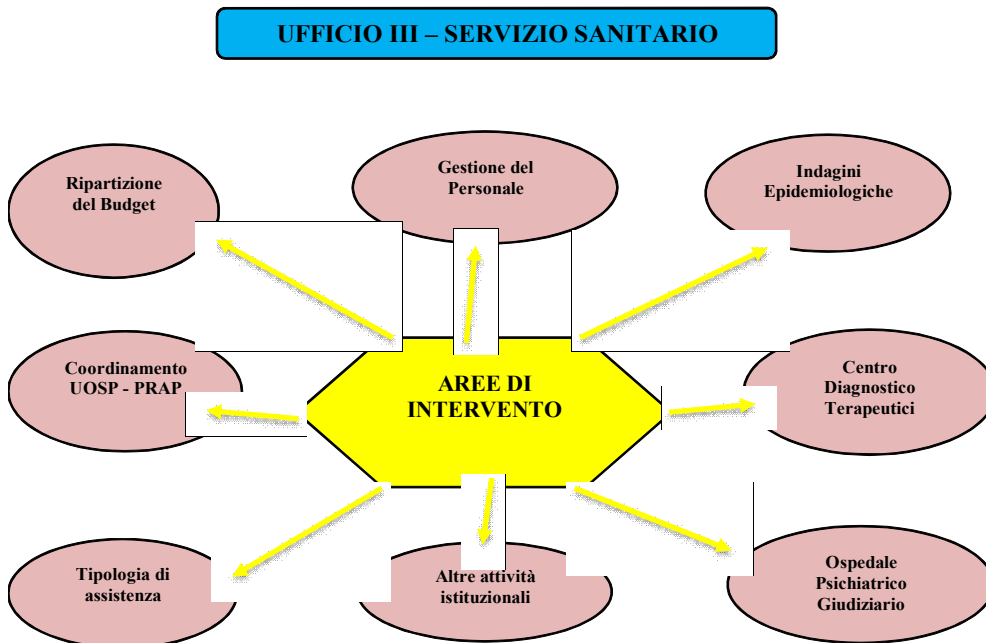 UFFICIO III – SERVIZIO SANITARIO
Ripartizione
del Budget
Gestione del
Personale
Indagini
Epidemiologiche
Coordinamento
UOSP - PRAP
AREE DI
INTERVENTO
Centro
Diagnostico
Terapeutici
Tipologia di
assistenza
Altre attività
istituzionali
Ospedale
Psichiatrico
Giudiziario